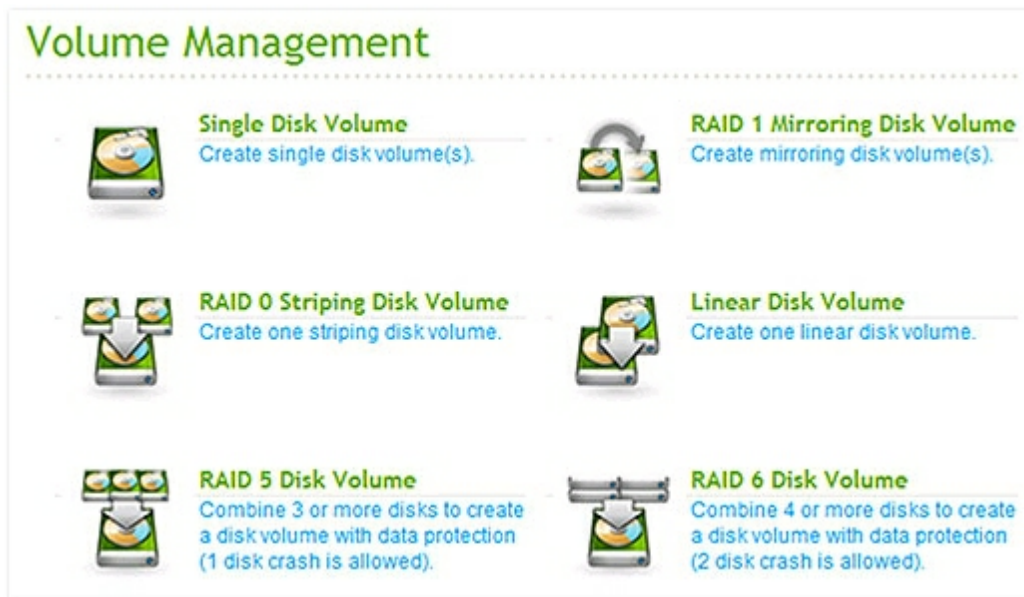 Volume Management
Single Disk Volume
Create single disk volume(s).
RAID 1 Mirroring Disk Volume
Create mirroring disk volume(s).
RAID 0 Striping Disk Volume
Create one striping disk volume.
Linear Disk Volume
Create one linear disk volume.
RAID 5 Disk Volume
Combine 3 or more disks to create
a disk volume with data protection
(1 disk crash is allowed).
RAID 6 Disk Volume
Combine 4 or more disks to create
a disk volume with data protection
(2 disk crash is allowed).